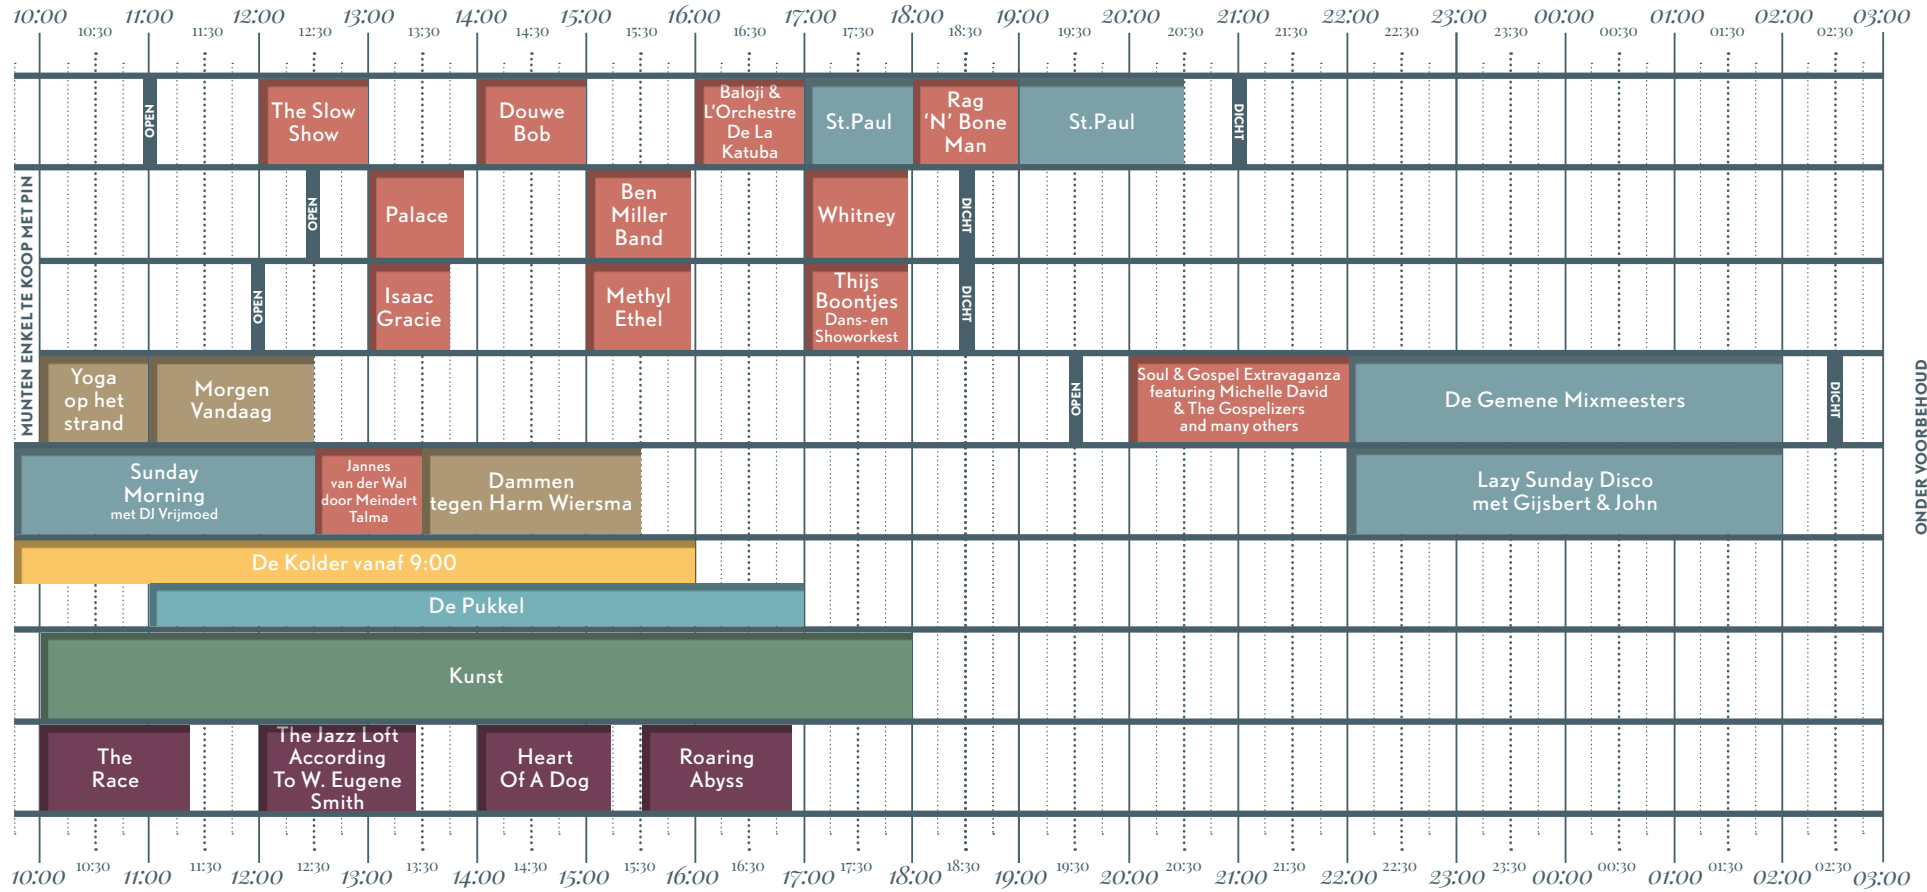 10:00 11:00 12:00 13:00 14:00 15:00 16:00 17:00 18:00 19:00 20:00 21:00 22:00 23:00 00:00 01:00 02:00 03:00
10:30 11:30 12:30 13:30 14:30 15:30 16:30 17:30 18:30 19:30 20:30 21:30 22:30 23:30 00:30 01:30 02:30
OPEN
The Slow
Show
Douwe
Bob
Baloji &
L'Orchestre
De La
Katuba
St.Paul
Rag
‘N’ Bone
Man
St.Paul
DICHT
MUNTEN ENKEL TE KOOP MET PIN
OPEN
Palace
Ben
Miller
Band
Whitney
DICHT
OPEN
Isaac
Gracie
Methyl
Ethel
Thijs
Boontjes
Dans- en
Showorkest
DICHT
Yoga
op het
strand
Morgen
Vandaag
OPEN
Soul & Gospel Extravaganza
featuring Michelle David
& The Gospelizers
and many others
De Gemene Mixmeesters
DICHT
ONDER VOORBEHOUD
Sunday
Morning
met DJ Vrijmoed
Jannes
van der Wal
door Meindert
Talma
Dammen
tegen Harm Wiersma
Lazy Sunday Disco
met Gijsbert & John
De Kolder vanaf 9:00
De Pukkel
Kunst
The
Race
The Jazz Loft
According
To W. Eugene
Smith
Heart
Of A Dog
Roaring
Abyss
10:30 11:30 12:30 13:30 14:30 15:30 16:30 17:30 18:30 19:30 20:30 21:30 22:30 23:30 00:30 01:30 02:30
10:00 11:00 12:00 13:00 14:00 15:00 16:00 17:00 18:00 19:00 20:00 21:00 22:00 23:00 00:00 01:00 02:00 03:00